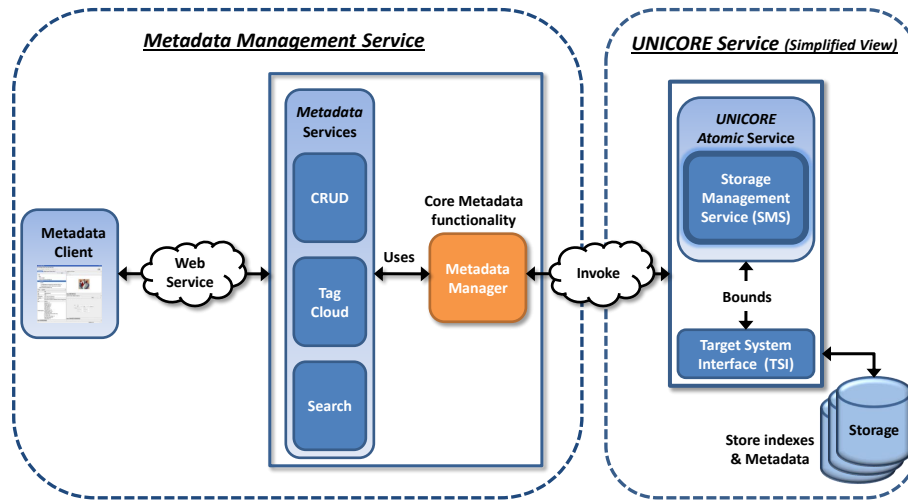 Metadata Management Service
UNICORE Service (Simplified View)
Metadata
Client
Web
Service
Metadata
Services
CRUD
Tag
Cloud
Search
Uses
Core Metadata
functionality
Metadata
Manager
Invoke
UNICORE
Atomic Service
Storage
Management
Service (SMS)
Bounds
Target System
Interface (TSI)
Storage
Store indexes
& Metadata